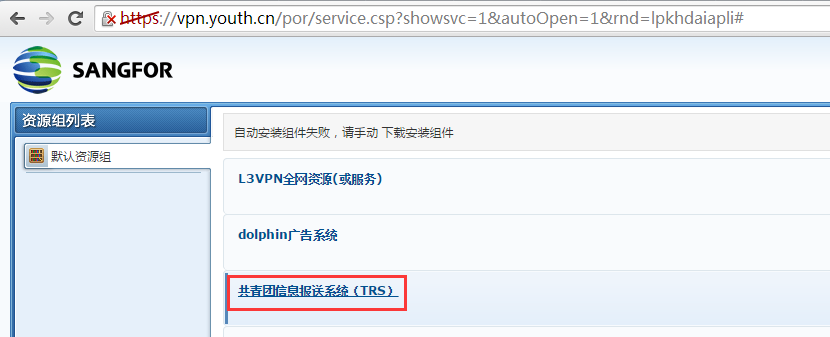 https://vpn.youth.cn/por/service.csp?showsvc=1&autoOpen=1&rnd=lpkhdaiapli#
SANGFOR
资源组列表
默认资源组
自动安装组件失败，请手动 下载安装组件
L3VPN全网资源(或服务)
dolphin广告系统
共青团信息报送系统（TRS）